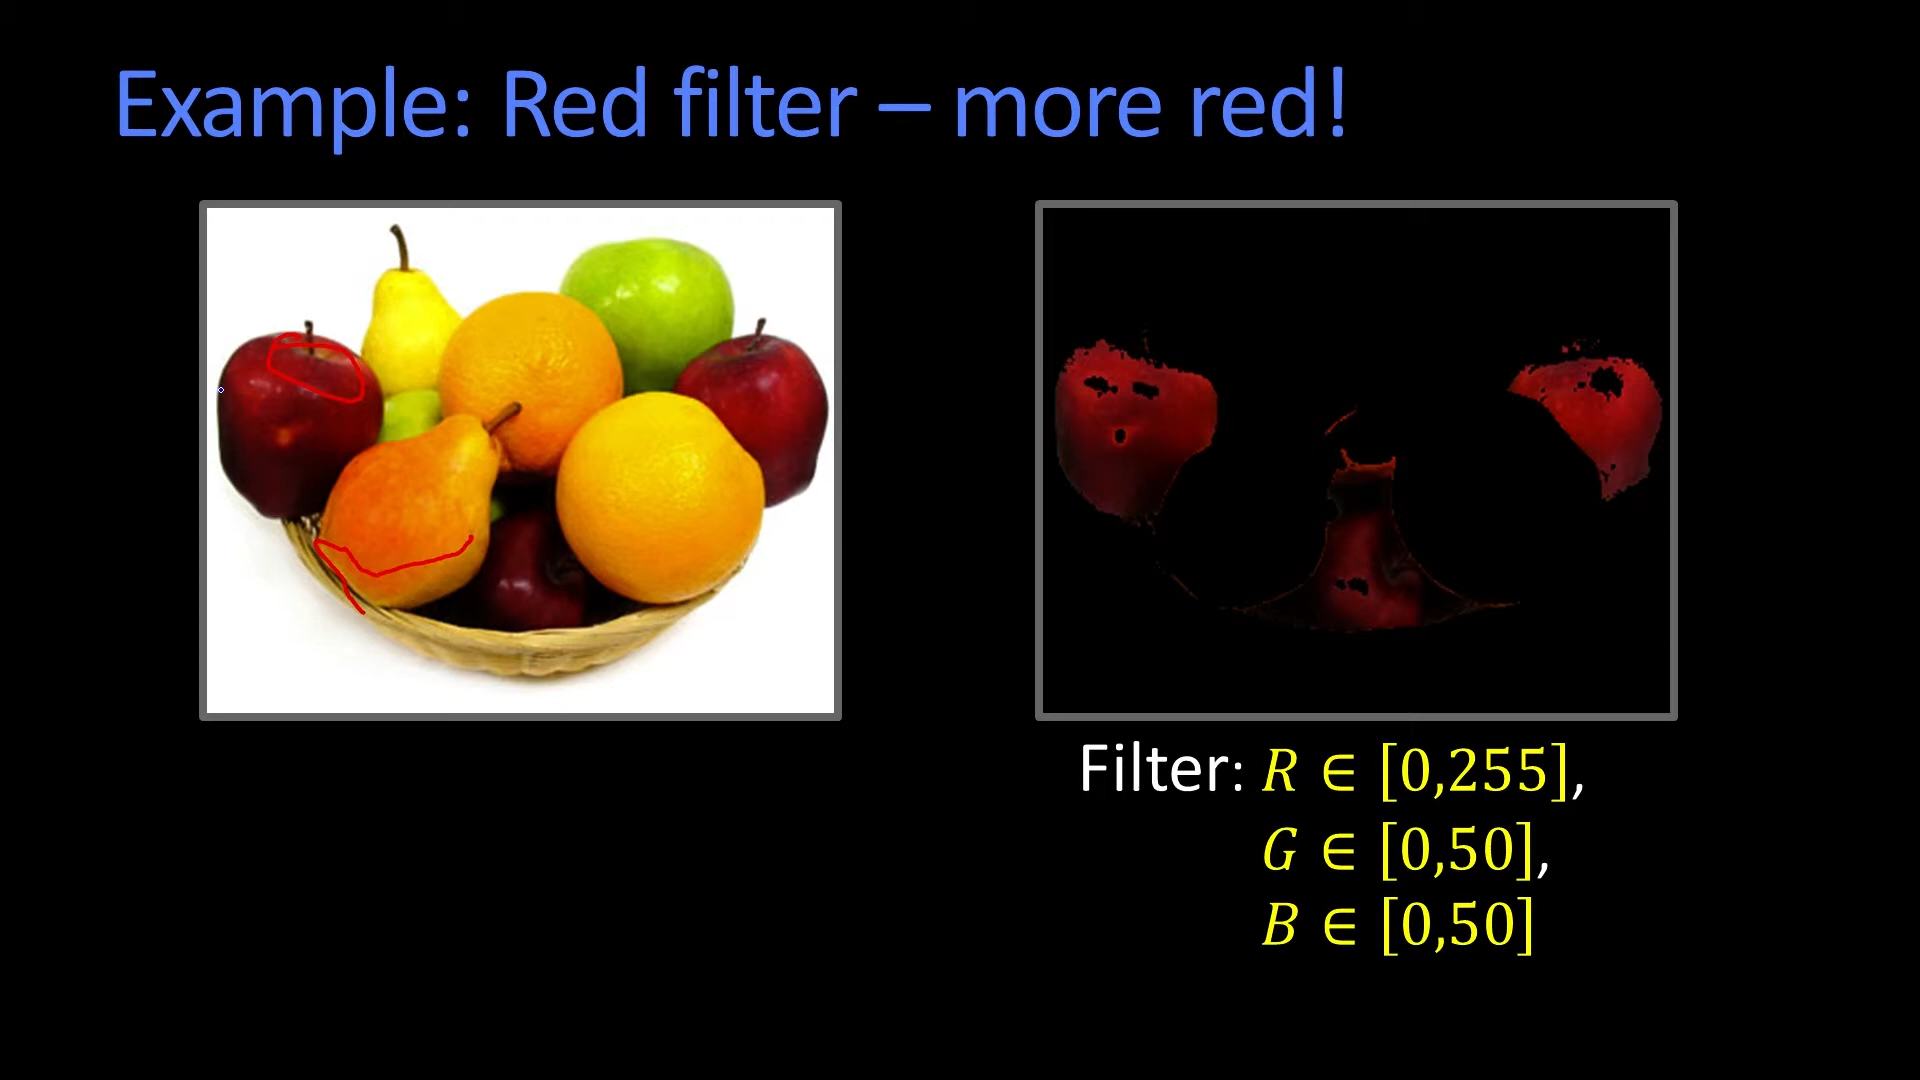 Example: Red filter – more red!
Filter: R ∈ [0,255],
G ∈ [0,50],
B ∈ [0,50]